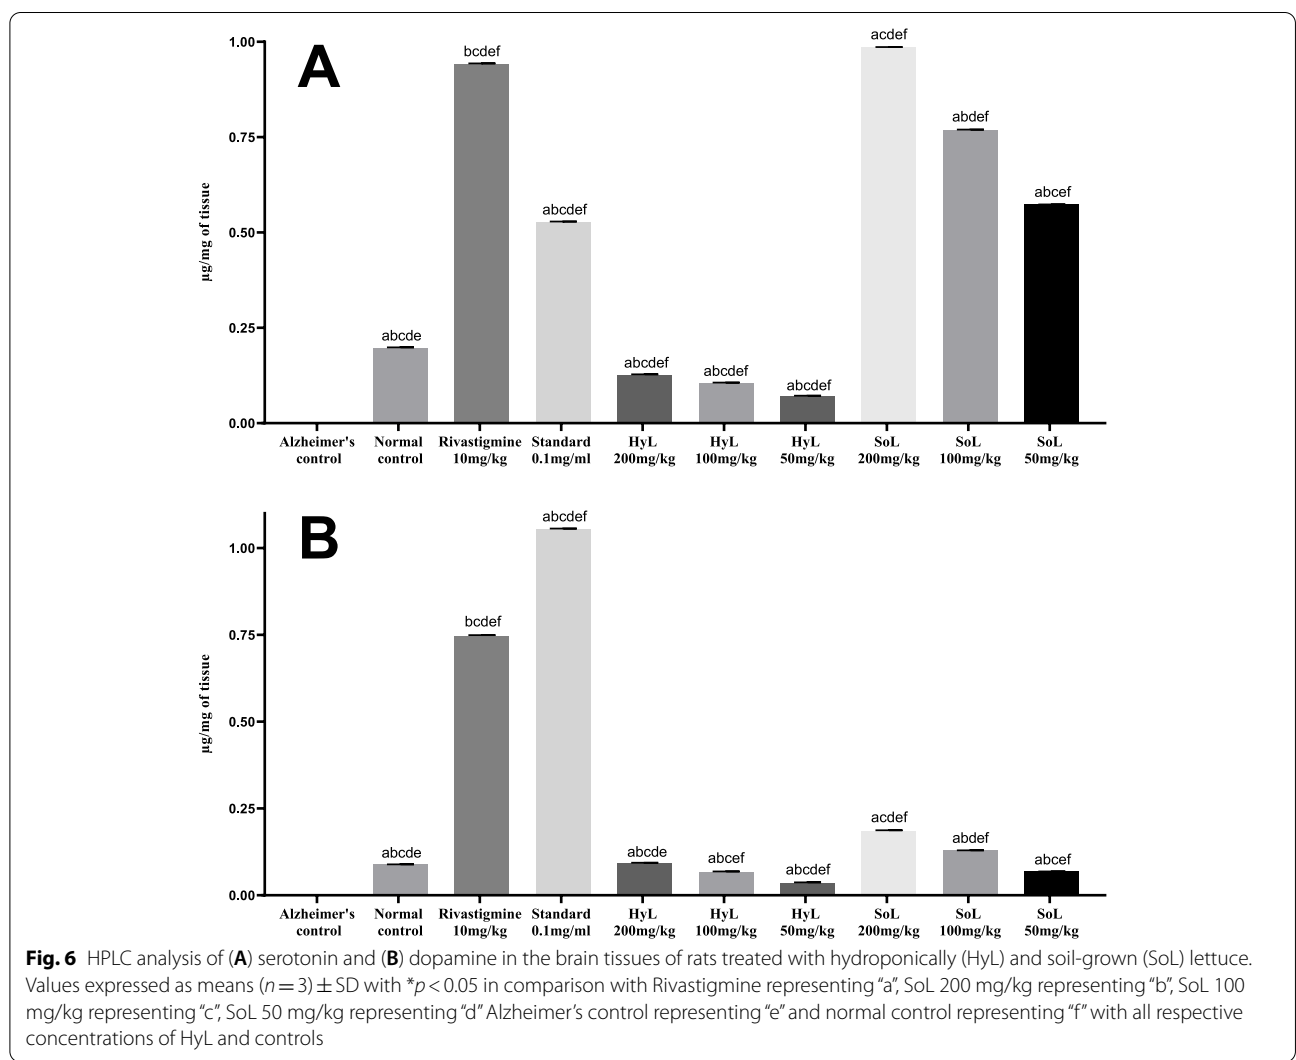 A
1.00
0.75
0.50
0.25
0.00
µg/mg of tissue
abcde
bcdef
abcdef
abcdef
abcdef
abcdef
acdef
abdef
abcef
Alzheimer's control
Normal control
Rivastigmine 10mg/kg
Standard 0.1mg/ml
HyL 200mg/kg
HyL 100mg/kg
HyL 50mg/kg
SoL 200mg/kg
SoL 100mg/kg
SoL 50mg/kg
B
1.00
0.75
0.50
0.25
0.00
µg/mg of tissue
abcde
bcdef
abcdef
abcde
abcef
abcdef
acdef
abdef
abcef
Alzheimer's control
Normal control
Rivastigmine 10mg/kg
Standard 0.1mg/ml
HyL 200mg/kg
HyL 100mg/kg
HyL 50mg/kg
SoL 200mg/kg
SoL 100mg/kg
SoL 50mg/kg
Fig. 6 HPLC analysis of (A) serotonin and (B) dopamine in the brain tissues of rats treated with hydroponically (HyL) and soil-grown (SoL) lettuce.
Values expressed as means (n = 3) ± SD with *p < 0.05 in comparison with Rivastigmine representing “a”, SoL 200 mg/kg representing “b”, SoL 100
mg/kg representing “c”, SoL 50 mg/kg representing “d” Alzheimer’s control representing “e” and normal control representing “f” with all respective
concentrations of HyL and controls